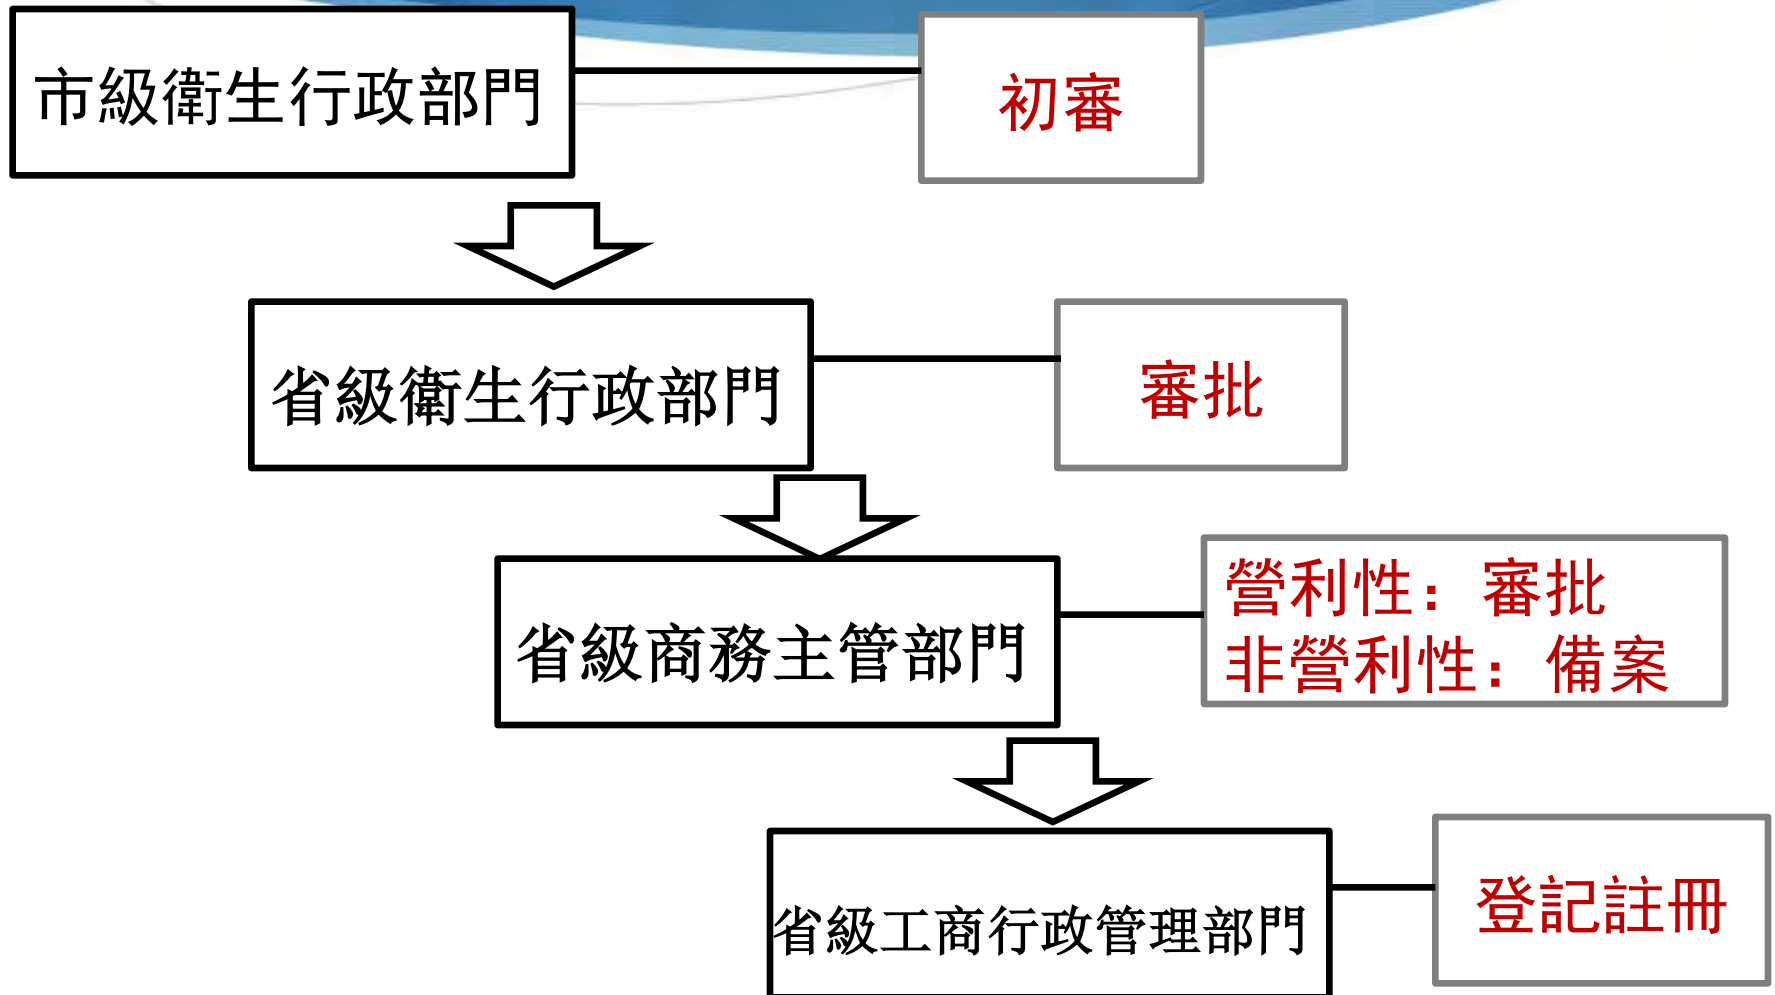 市級衛生行政部門
初審
省級衛生行政部門
審批
省級商務主管部門
營利性：審批
非營利性：備案
省級工商行政管理部門
登記註冊